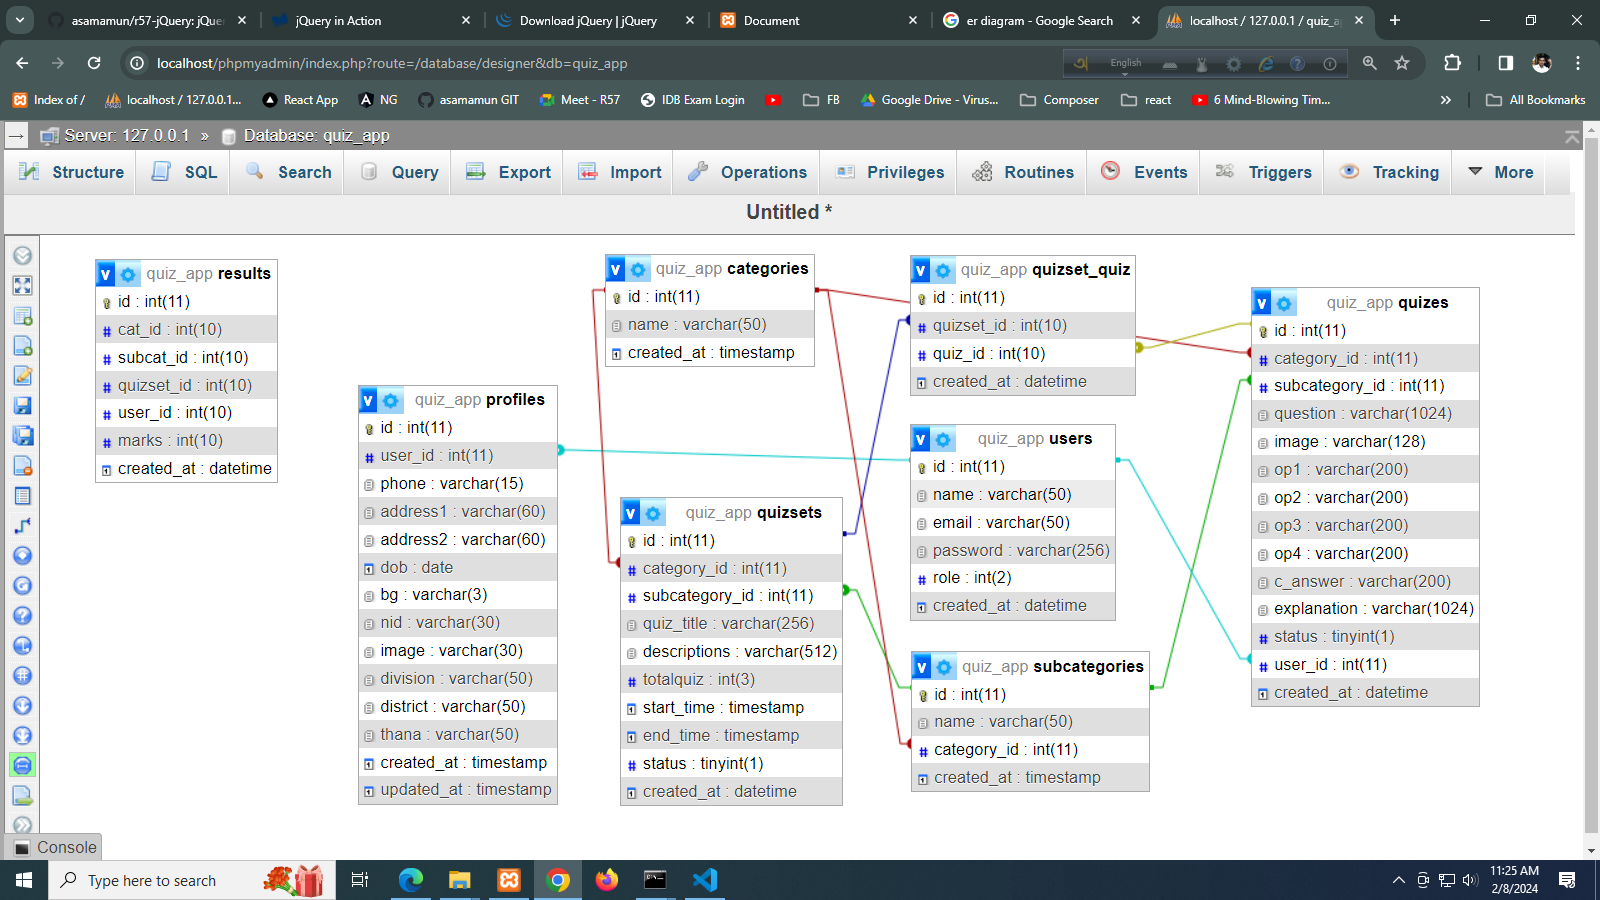 asamamun/r57-jQuery: jQuer
jQuery in Action
Download jQuery | jQuery
Document
er diagram - Google Search
localhost / 127.0.0.1 / quiz_a
localhost/phpmyadmin/index.php?route=/database/designer&db=quiz_app
English
Index of /
localhost / 127.0.0.1...
React App
NG
asamamun GIT
Meet - R57
IDB Exam Login
FB
Google Drive - Virus...
Composer
react
6 Mind-Blowing Tim...
All Bookmarks
Server: 127.0.0.1 » Database: quiz_app
Structure
SQL
Search
Query
Export
Import
Operations
Privileges
Routines
Events
Triggers
Tracking
More
Untitled *
quiz_app results
id : int(11)
cat_id : int(10)
subcat_id : int(10)
quizset_id : int(10)
user_id : int(10)
marks : int(10)
created_at : datetime
quiz_app profiles
id : int(11)
user_id : int(11)
phone : varchar(15)
address1 : varchar(60)
address2 : varchar(60)
dob : date
bg : varchar(3)
nid : varchar(30)
image : varchar(30)
division : varchar(50)
district : varchar(50)
thana : varchar(50)
created_at : timestamp
updated_at : timestamp
quiz_app categories
id : int(11)
name : varchar(50)
created_at : timestamp
quiz_app quizsets
id : int(11)
category_id : int(11)
subcategory_id : int(11)
quiz_title : varchar(256)
descriptions : varchar(512)
totalquiz : int(3)
start_time : timestamp
end_time : timestamp
status : tinyint(1)
created_at : datetime
quiz_app quizset_quiz
id : int(11)
quizset_id : int(10)
quiz_id : int(10)
created_at : datetime
quiz_app users
id : int(11)
name : varchar(50)
email : varchar(50)
password : varchar(256)
role : int(2)
created_at : datetime
quiz_app subcategories
id : int(11)
name : varchar(50)
category_id : int(11)
created_at : timestamp
quiz_app quizes
id : int(11)
category_id : int(11)
subcategory_id : int(11)
question : varchar(1024)
image : varchar(128)
op1 : varchar(200)
op2 : varchar(200)
op3 : varchar(200)
op4 : varchar(200)
c_answer : varchar(200)
explanation : varchar(1024)
status : tinyint(1)
user_id : int(11)
created_at : datetime
Console
Type here to search
11:25 AM
2/8/2024